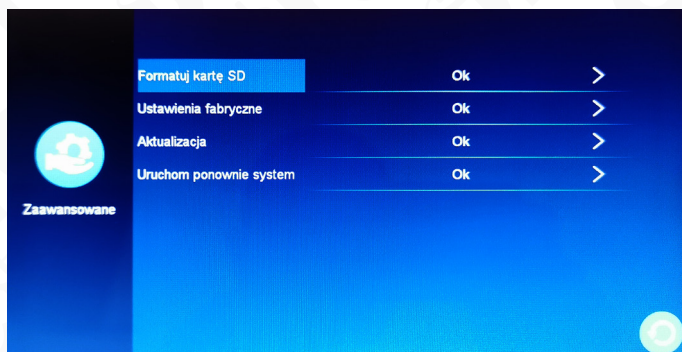 Formatuj kartę SD Ok >
Ustawienia fabryczne Ok >
Aktualizacja Ok >
Uruchom ponownie system Ok >
Zaawansowane